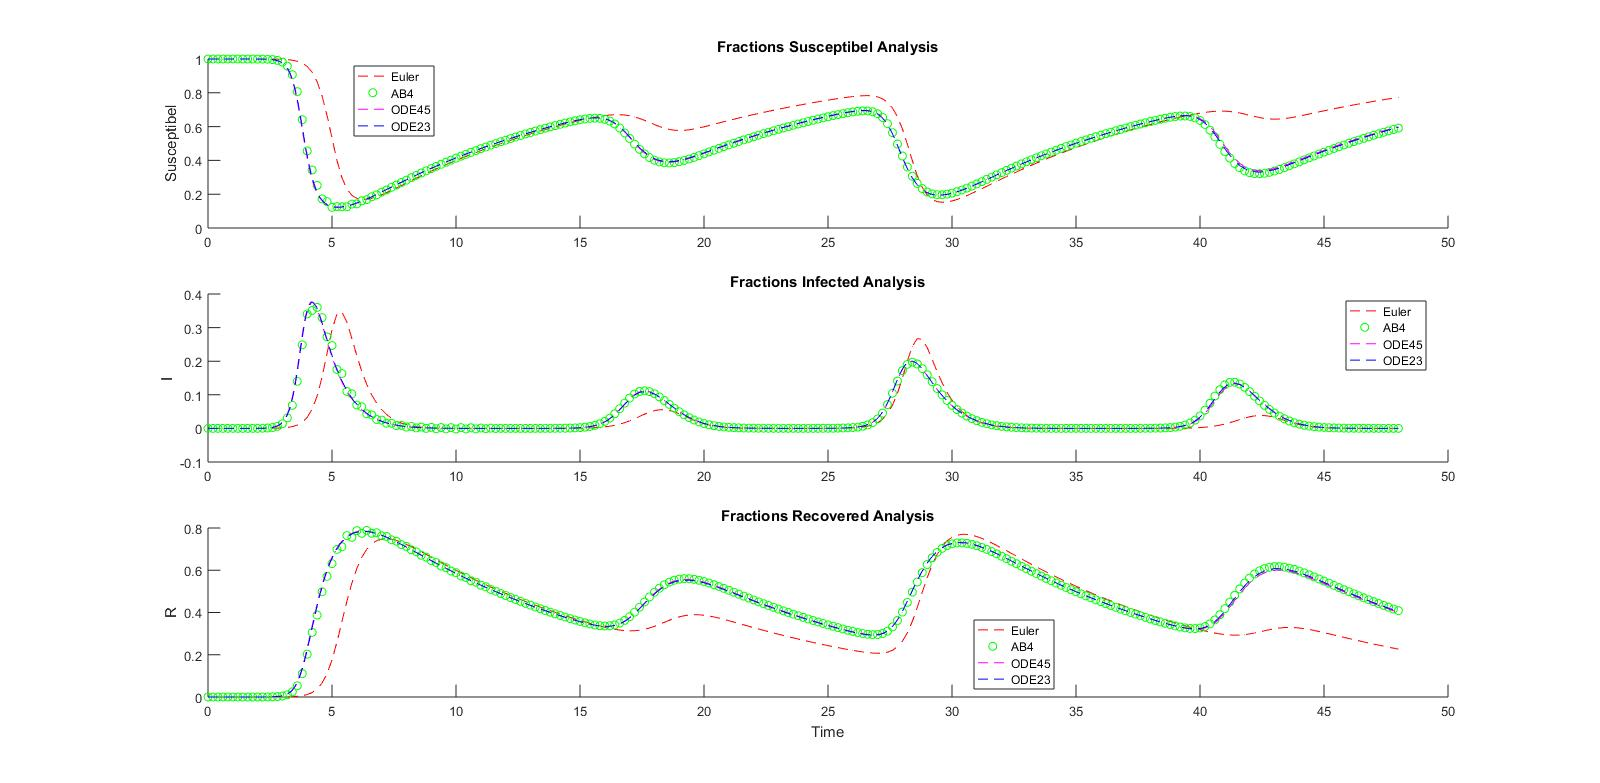 Fractions Susceptibel Analysis
Susceptibel
1
0.8
0.6
0.4
0.2
0
Euler
AB4
ODE45
ODE23
0 5 10 15 20 25 30 35 40 45 50
Fractions Infected Analysis
I
0.4
0.3
0.2
0.1
0
-0.1
Euler
AB4
ODE45
ODE23
0 5 10 15 20 25 30 35 40 45 50
Fractions Recovered Analysis
R
0.8
0.6
0.4
0.2
0
Euler
AB4
ODE45
ODE23
0 5 10 15 20 25 30 35 40 45 50
Time